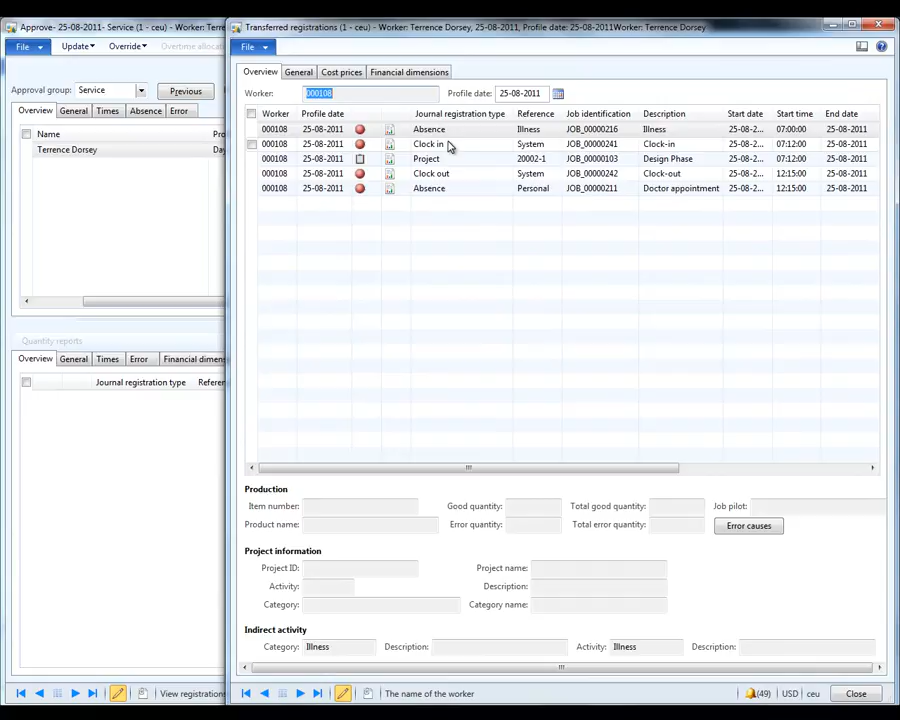 Approve- 25-08-2011- Service (1 - ceu) - Worker: Terr
File Update Override Overtime alloca
Approval group: Service Previous
Overview General Times Absence Error
Name
Terrence Dorsey
Quantity reports
Overview General Times Error Financial dimen
Journal registration type
View registrations
Transferred registrations (1 - ceu) - Worker: Terrence Dorsey, 25-08-2011, Profile date: 25-08-2011Worker: Terrence Dorsey
File
Overview General Cost prices Financial dimensions
Worker: 000108 Profile date: 25-08-2011
Worker Profile date Journal registration type Reference Job identification Description Start date Start time End date
000108 25-08-2011 Absence Illness JOB_00000216 Illness 25-08-2... 07:00:00 25-08-2011
000108 25-08-2011 Clock in System JOB_00000241 Clock-in 25-08-2... 07:12:00 25-08-2011
000108 25-08-2011 Project 20002-1 JOB_00000103 Design Phase 25-08-2... 07:12:00 25-08-2011
000108 25-08-2011 Clock out System JOB_00000242 Clock-out 25-08-2... 12:15:00 25-08-2011
000108 25-08-2011 Absence Personal JOB_00000211 Doctor appointment 25-08-2... 12:15:00 25-08-2011
Production
Item number: Good quantity: Total good quantity: Job pilot:
Product name: Error quantity: Total error quantity: Error causes
Project information
Project ID: Project name:
Activity: Description:
Category: Category name:
Indirect activity
Category: Illness Description: Activity: Illness Description:
The name of the worker (49) USD ceu Close